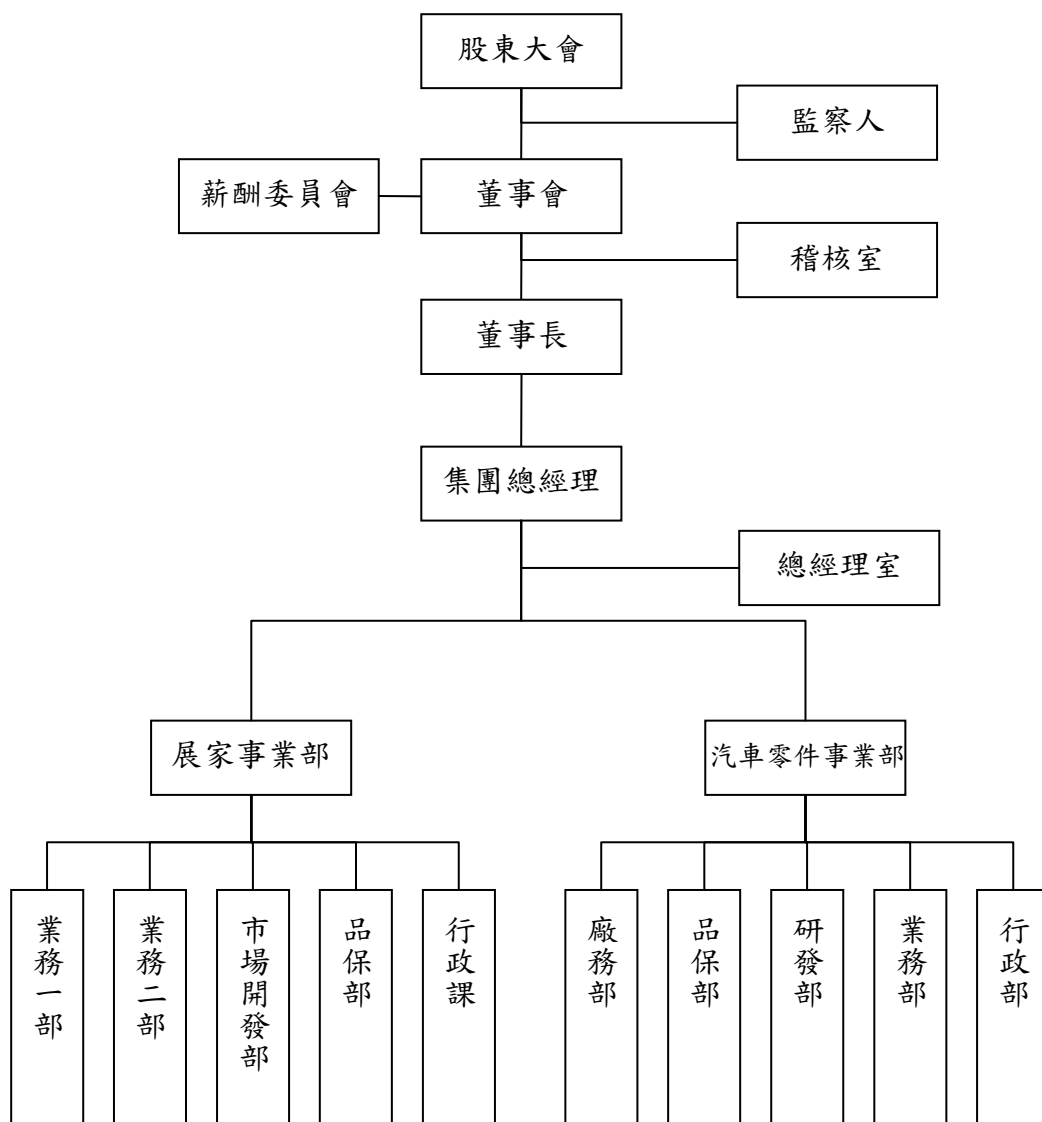 股東大會
監察人
薪酬委員會
董事會
稽核室
董事長
集團總經理
總經理室
展家事業部
汽車零件事業部
業務一部
業務二部
市場開發部
品保部
行政課
廠務部
品保部
研發部
業務部
行政部